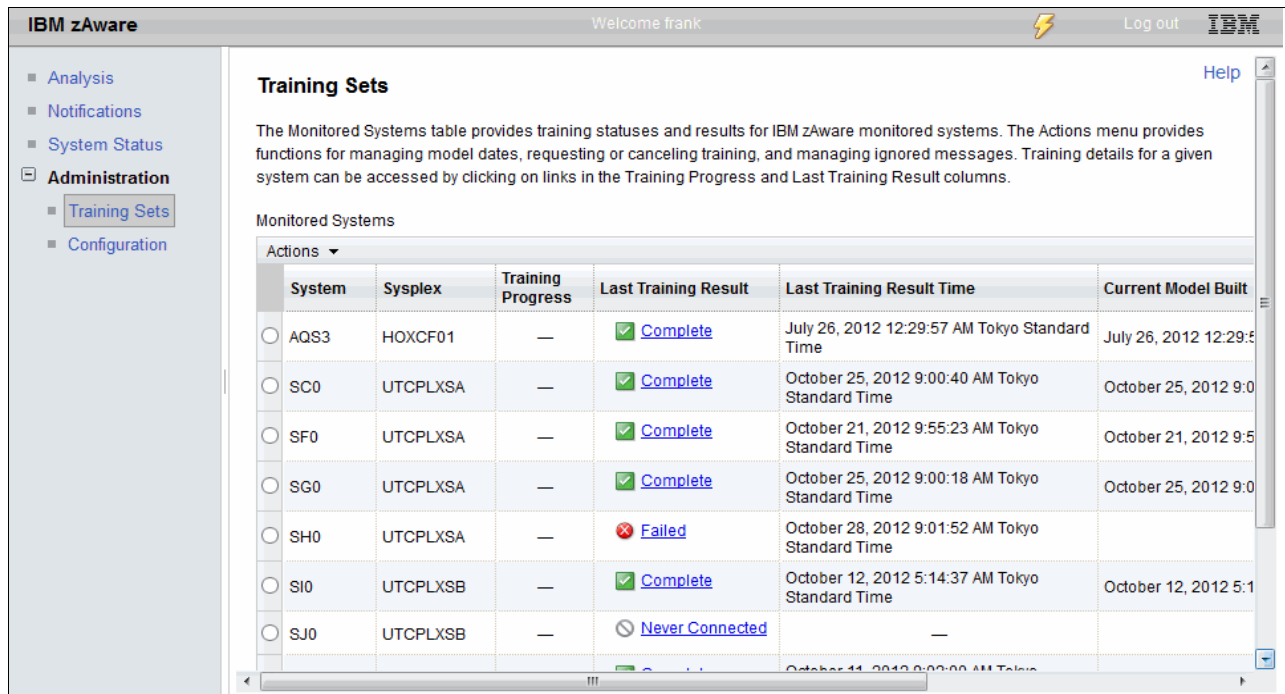 IBM zAware
Welcome frank
Log out
IBM
Analysis
Notifications
System Status
Administration
Training Sets
Configuration
Help
Training Sets
The Monitored Systems table provides training statuses and results for IBM zAware monitored systems. The Actions menu provides
functions for managing model dates, requesting or canceling training, and managing ignored messages. Training details for a given
system can be accessed by clicking on links in the Training Progress and Last Training Result columns.
Monitored Systems
Actions
System Sysplex Training Progress Last Training Result Last Training Result Time Current Model Built
AQS3 HOXCF01 — Complete July 26, 2012 12:29:57 AM Tokyo Standard Time July 26, 2012 12:29:5
SC0 UTCPLXSA — Complete October 25, 2012 9:00:40 AM Tokyo Standard Time October 25, 2012 9:0
SF0 UTCPLXSA — Complete October 21, 2012 9:55:23 AM Tokyo Standard Time October 21, 2012 9:5
SG0 UTCPLXSA — Complete October 25, 2012 9:00:18 AM Tokyo Standard Time October 25, 2012 9:0
SH0 UTCPLXSA — Failed October 28, 2012 9:01:52 AM Tokyo Standard Time
SI0 UTCPLXSB — Complete October 12, 2012 5:14:37 AM Tokyo Standard Time October 12, 2012 5:1
SJ0 UTCPLXSB — Never Connected —